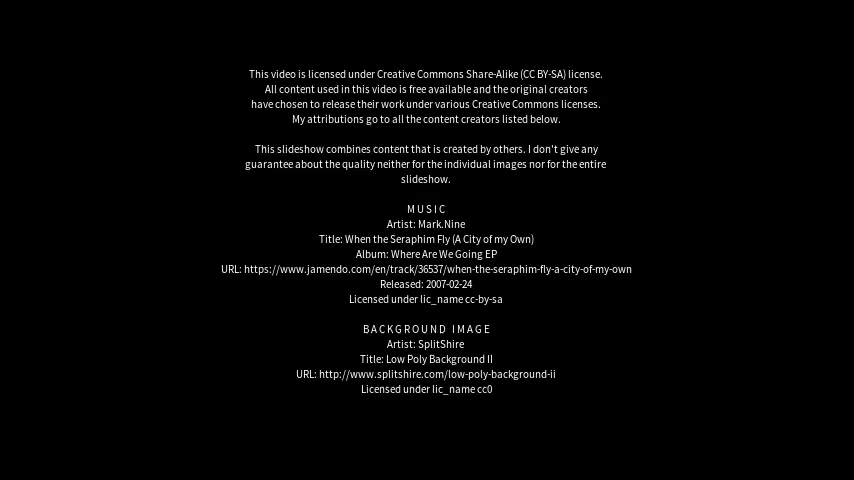 This video is licensed under Creative Commons Share-Alike (CC BY-SA) license.
All content used in this video is free available and the original creators
have chosen to release their work under various Creative Commons licenses.
My attributions go to all the content creators listed below.
This slideshow combines content that is created by others. I don't give any
guarantee about the quality neither for the individual images nor for the entire
slideshow.
MUSIC
Artist: Mark.Nine
Title: When the Seraphim Fly (A City of my Own)
Album: Where Are We Going EP
URL: https://www.jamendo.com/en/track/36537/when-the-seraphim-fly-a-city-of-my-own
Released: 2007-02-24
Licensed under lic_name cc-by-sa
BACKGROUND IMAGE
Artist: SplitShire
Title: Low Poly Background II
URL: http://www.splitshire.com/low-poly-background-ii
Licensed under lic_name cc0